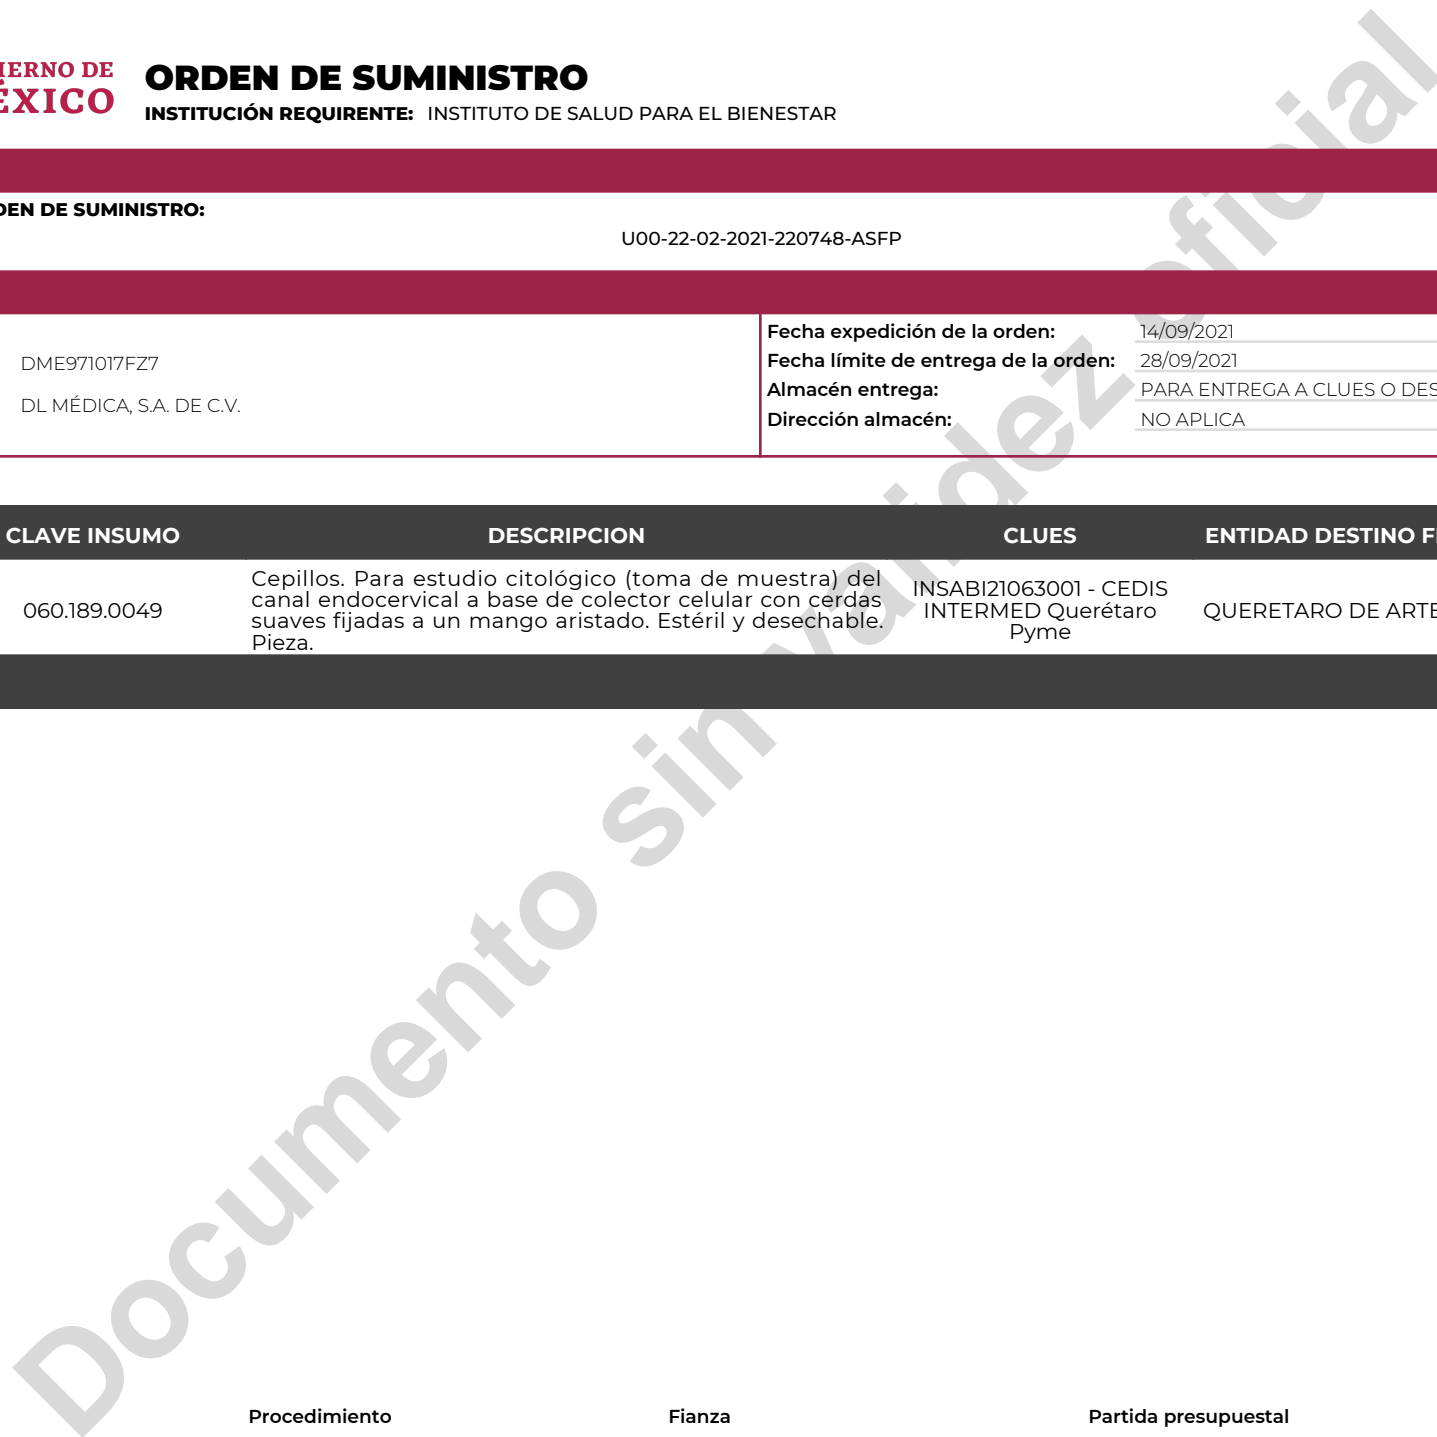 IERNO DE
ÉXICO
ORDEN DE SUMINISTRO
INSTITUCIÓN REQUIRENTE: INSTITUTO DE SALUD PARA EL BIENESTAR
DEN DE SUMINISTRO:
U00-22-02-2021-220748-ASFP
DME971017FZ7
DL MÉDICA, S.A. DE C.V.
Fecha expedición de la orden: 14/09/2021
Fecha límite de entrega de la orden: 28/09/2021
Almacén entrega: PARA ENTREGA A CLUES O DES
Dirección almacén: NO APLICA
CLAVE INSUMO DESCRIPCION CLUES ENTIDAD DESTINO F
060.189.0049
Cepillos. Para estudio citológico (toma de muestra) del
canal endocervical a base de colector celular con cerdas
suaves fijadas a un mango aristado. Estéril y desechable.
Pieza.
INSABI21063001 - CEDIS
INTERMED Querétaro
Pyme
QUERETARO DE ARTE
Procedimiento Fianza Partida presupuestal
Documento sin validez oficial